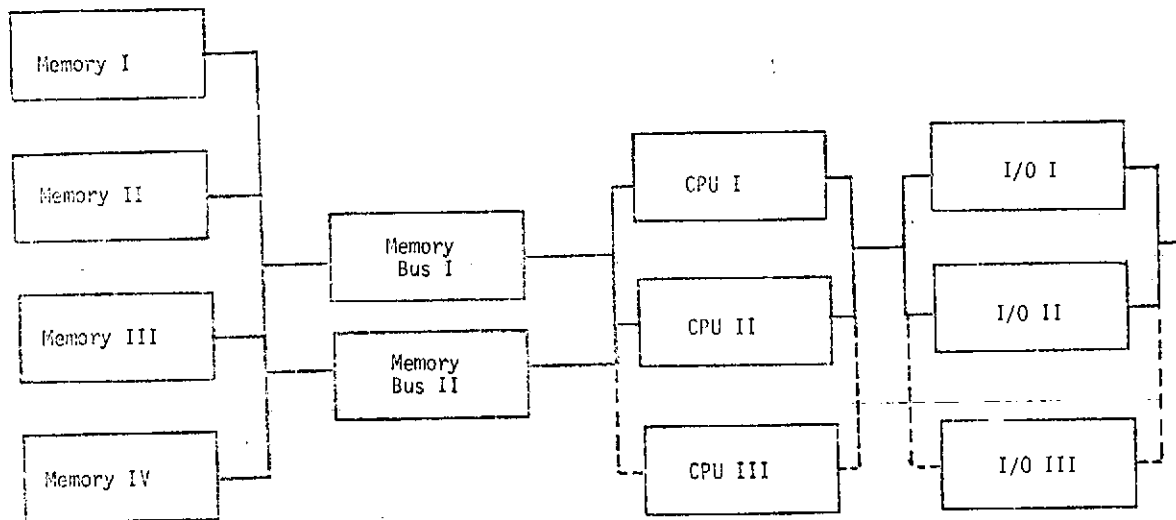 Memory I
Memory II
Memory III
Memory IV
Memory
Bus I
Memory
Bus II
CPU I
CPU II
CPU III
I/O I
I/O II
I/O III